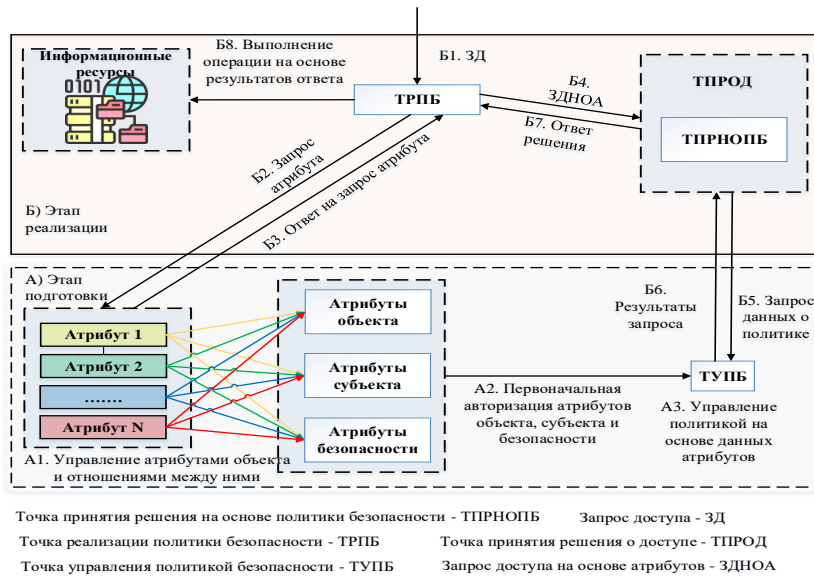 Информационные
ресурсы
0101
Б8. Выполнение
операции на основе
результатов ответа
Б1. ЗД
ТРПБ
Б4.
ЗДНОА
Б7. Ответ
решения
ТПРОД
ТПРНОПБ
Б2. Запрос
атрибута
Б3. Ответ на запрос атрибута
Б) Этап
реализации
А) Этап
подготовки
Атрибут 1
Атрибут 2
.......
Атрибут N
Атрибуты
объекта
Атрибуты
субъекта
Атрибуты
безопасности
А1. Управление атрибутами объекта
и отношениями между ними
А2. Первоначальная
авторизация атрибутов
объекта, субъекта и
безопасности
Б6.
Результаты
запроса
Б5. Запрос
данных о
политике
ТУПБ
А3. Управление
политикой на
основе данных
атрибутов
Точка принятия решения на основе политики безопасности - ТПРНОПБ
Запрос доступа - ЗД
Точка реализации политики безопасности - ТРПБ
Точка принятия решения о доступе - ТПРОД
Точка управления политикой безопасности - ТУПБ
Запрос доступа на основе атрибутов - ЗДНОА